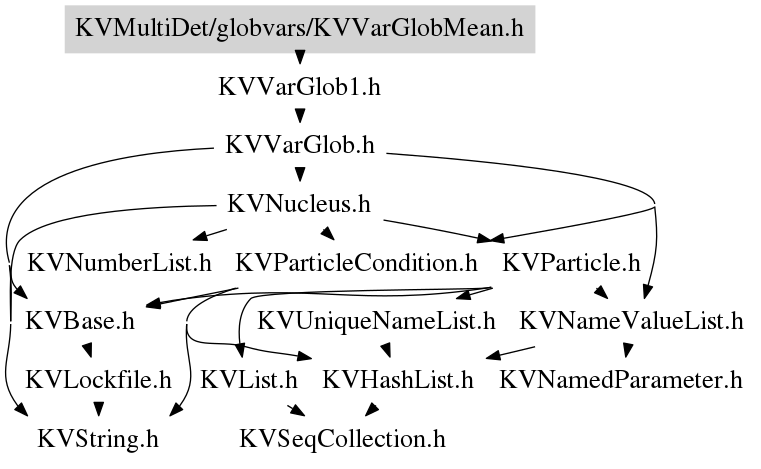 KVMultiDet/globvars/KVVarGlobMean.h
KVVarGlob1.h
KVVarGlob.h
KVNucleus.h
KVNumberList.h
KVParticleCondition.h
KVParticle.h
KVBase.h
KVUniqueNameList.h
KVNameValueList.h
KVLockfile.h
KVList.h
KVHashList.h
KVNamedParameter.h
KVString.h
KVSeqCollection.h